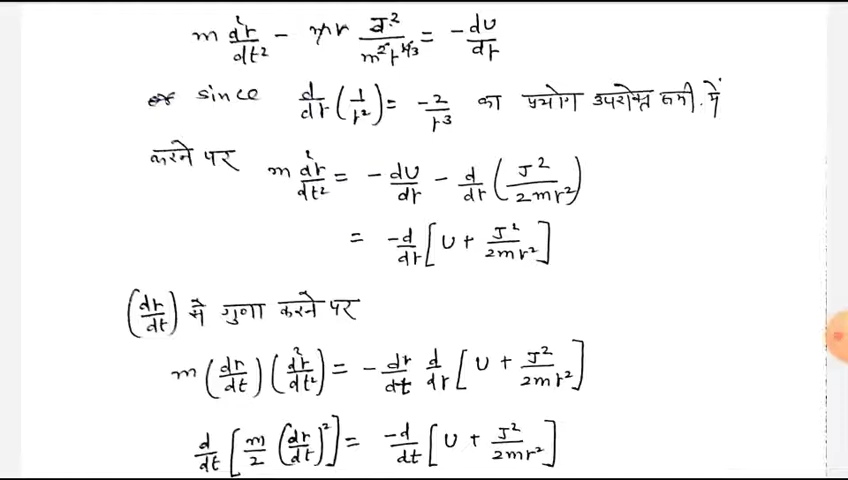 m d²r/dt² - mr J²/m²r⁴³ = -dU/dr
or since d/dr (1/r²) = -2/r³ का प्रयोग उपरोक्त समी. में
करने पर m d²r/dt² = -dU/dr - d/dr (J²/2mr²)
= -d/dr [U + J²/2mr²]
(dr/dt) से गुणा करने पर
m (dr/dt) (d²r/dt²) = -dr/dt d/dr [U + J²/2mr²]
d/dt [m/2 (dr/dt)²] = -d/dt [U + J²/2mr²]